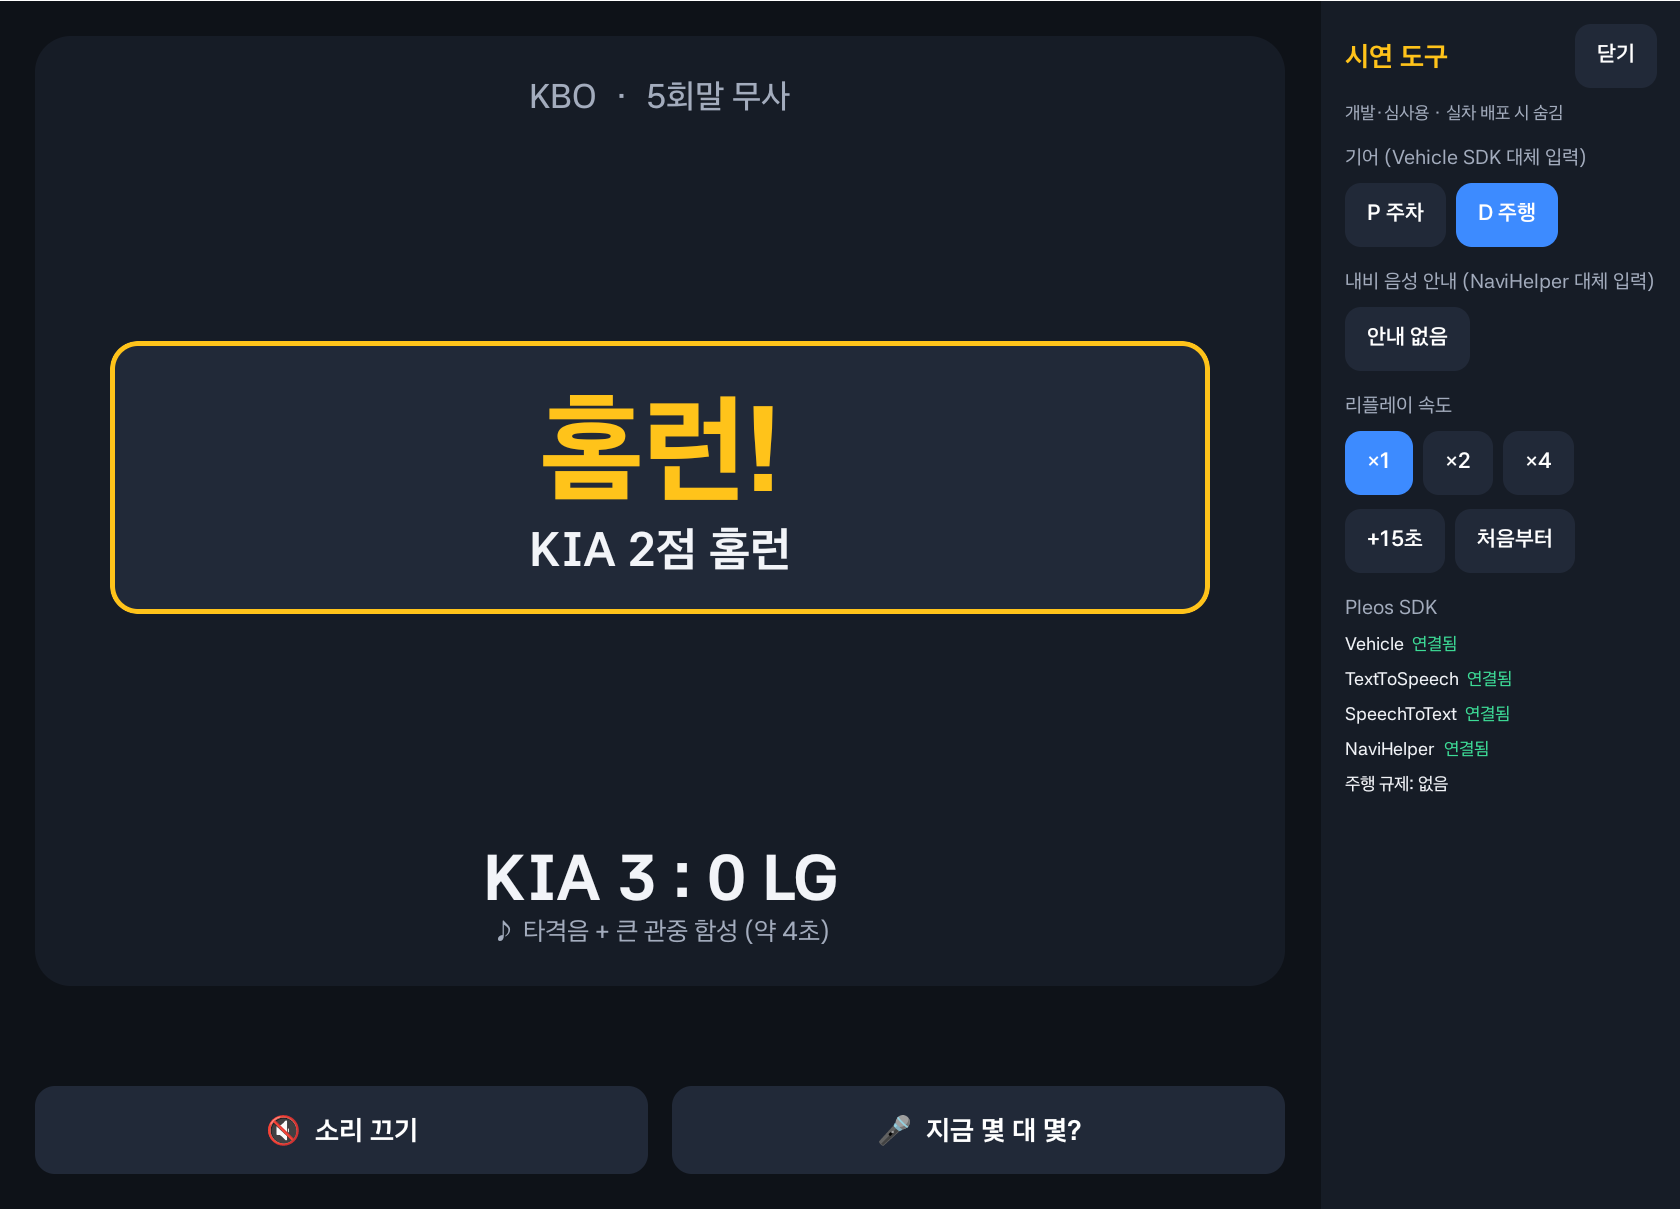 KBO · 5회말 무사
홈런!
KIA 2점 홈런
KIA 3 : 0 LG
♪ 타격음 + 큰 관중 함성 (약 4초)
소리 끄기
지금 몇 대 몇?
시연 도구
닫기
개발·심사용 · 실차 배포 시 숨김
기어 (Vehicle SDK 대체 입력)
P 주차
D 주행
내비 음성 안내 (NaviHelper 대체 입력)
안내 없음
리플레이 속도
×1
×2
×4
+15초
처음부터
Pleos SDK
Vehicle 연결됨
TextToSpeech 연결됨
SpeechToText 연결됨
NaviHelper 연결됨
주행 규제: 없음